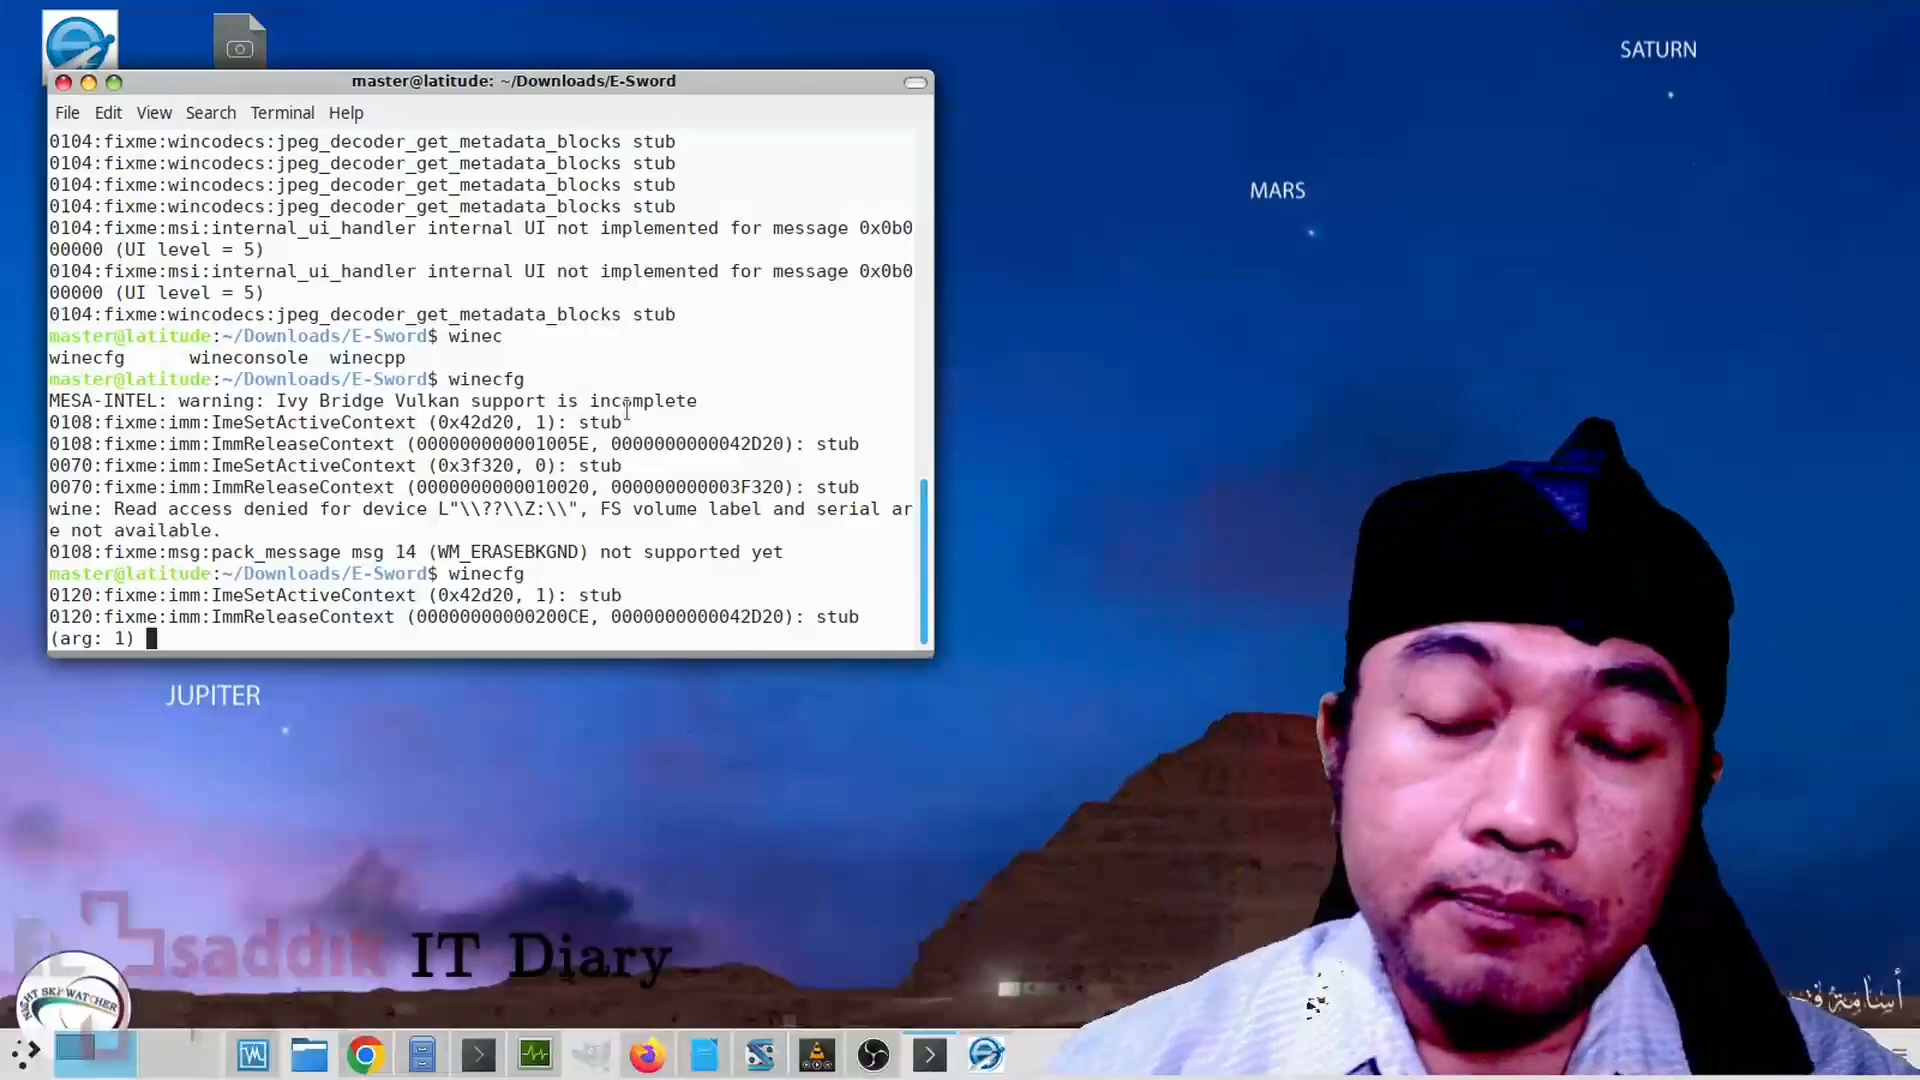 SATURN
MARS
master@latitude: ~/Downloads/E-Sword
File Edit View Search Terminal Help
0104:fixme:wincodecs:jpeg_decoder_get_metadata_blocks stub
0104:fixme:wincodecs:jpeg_decoder_get_metadata_blocks stub
0104:fixme:wincodecs:jpeg_decoder_get_metadata_blocks stub
0104:fixme:wincodecs:jpeg_decoder_get_metadata_blocks stub
0104:fixme:msi:internal_ui_handler internal UI not implemented for message 0x0b0
00000 (UI level = 5)
0104:fixme:msi:internal_ui_handler internal UI not implemented for message 0x0b0
00000 (UI level = 5)
0104:fixme:wincodecs:jpeg_decoder_get_metadata_blocks stub
master@latitude:~/Downloads/E-Sword$ winec
winecfg wineconsole winecpp
master@latitude:~/Downloads/E-Sword$ winecfg
MESA-INTEL: warning: Ivy Bridge Vulkan support is incomplete
0108:fixme:imm:ImeSetActiveContext (0x42d20, 1): stub
0108:fixme:imm:ImmReleaseContext (000000000001005E, 0000000000042D20): stub
0070:fixme:imm:ImeSetActiveContext (0x3f320, 0): stub
0070:fixme:imm:ImmReleaseContext (0000000000010020, 000000000003F320): stub
wine: Read access denied for device L"\\??\\Z:\\", FS volume label and serial ar
e not available.
0108:fixme:msg:pack_message msg 14 (WM_ERASEBKGND) not supported yet
master@latitude:~/Downloads/E-Sword$ winecfg
0120:fixme:imm:ImeSetActiveContext (0x42d20, 1): stub
0120:fixme:imm:ImmReleaseContext (00000000000200CE, 0000000000042D20): stub
(arg: 1)
JUPITER
EL saddik IT Diary
NIGHT SKY WATCHER
أسامة